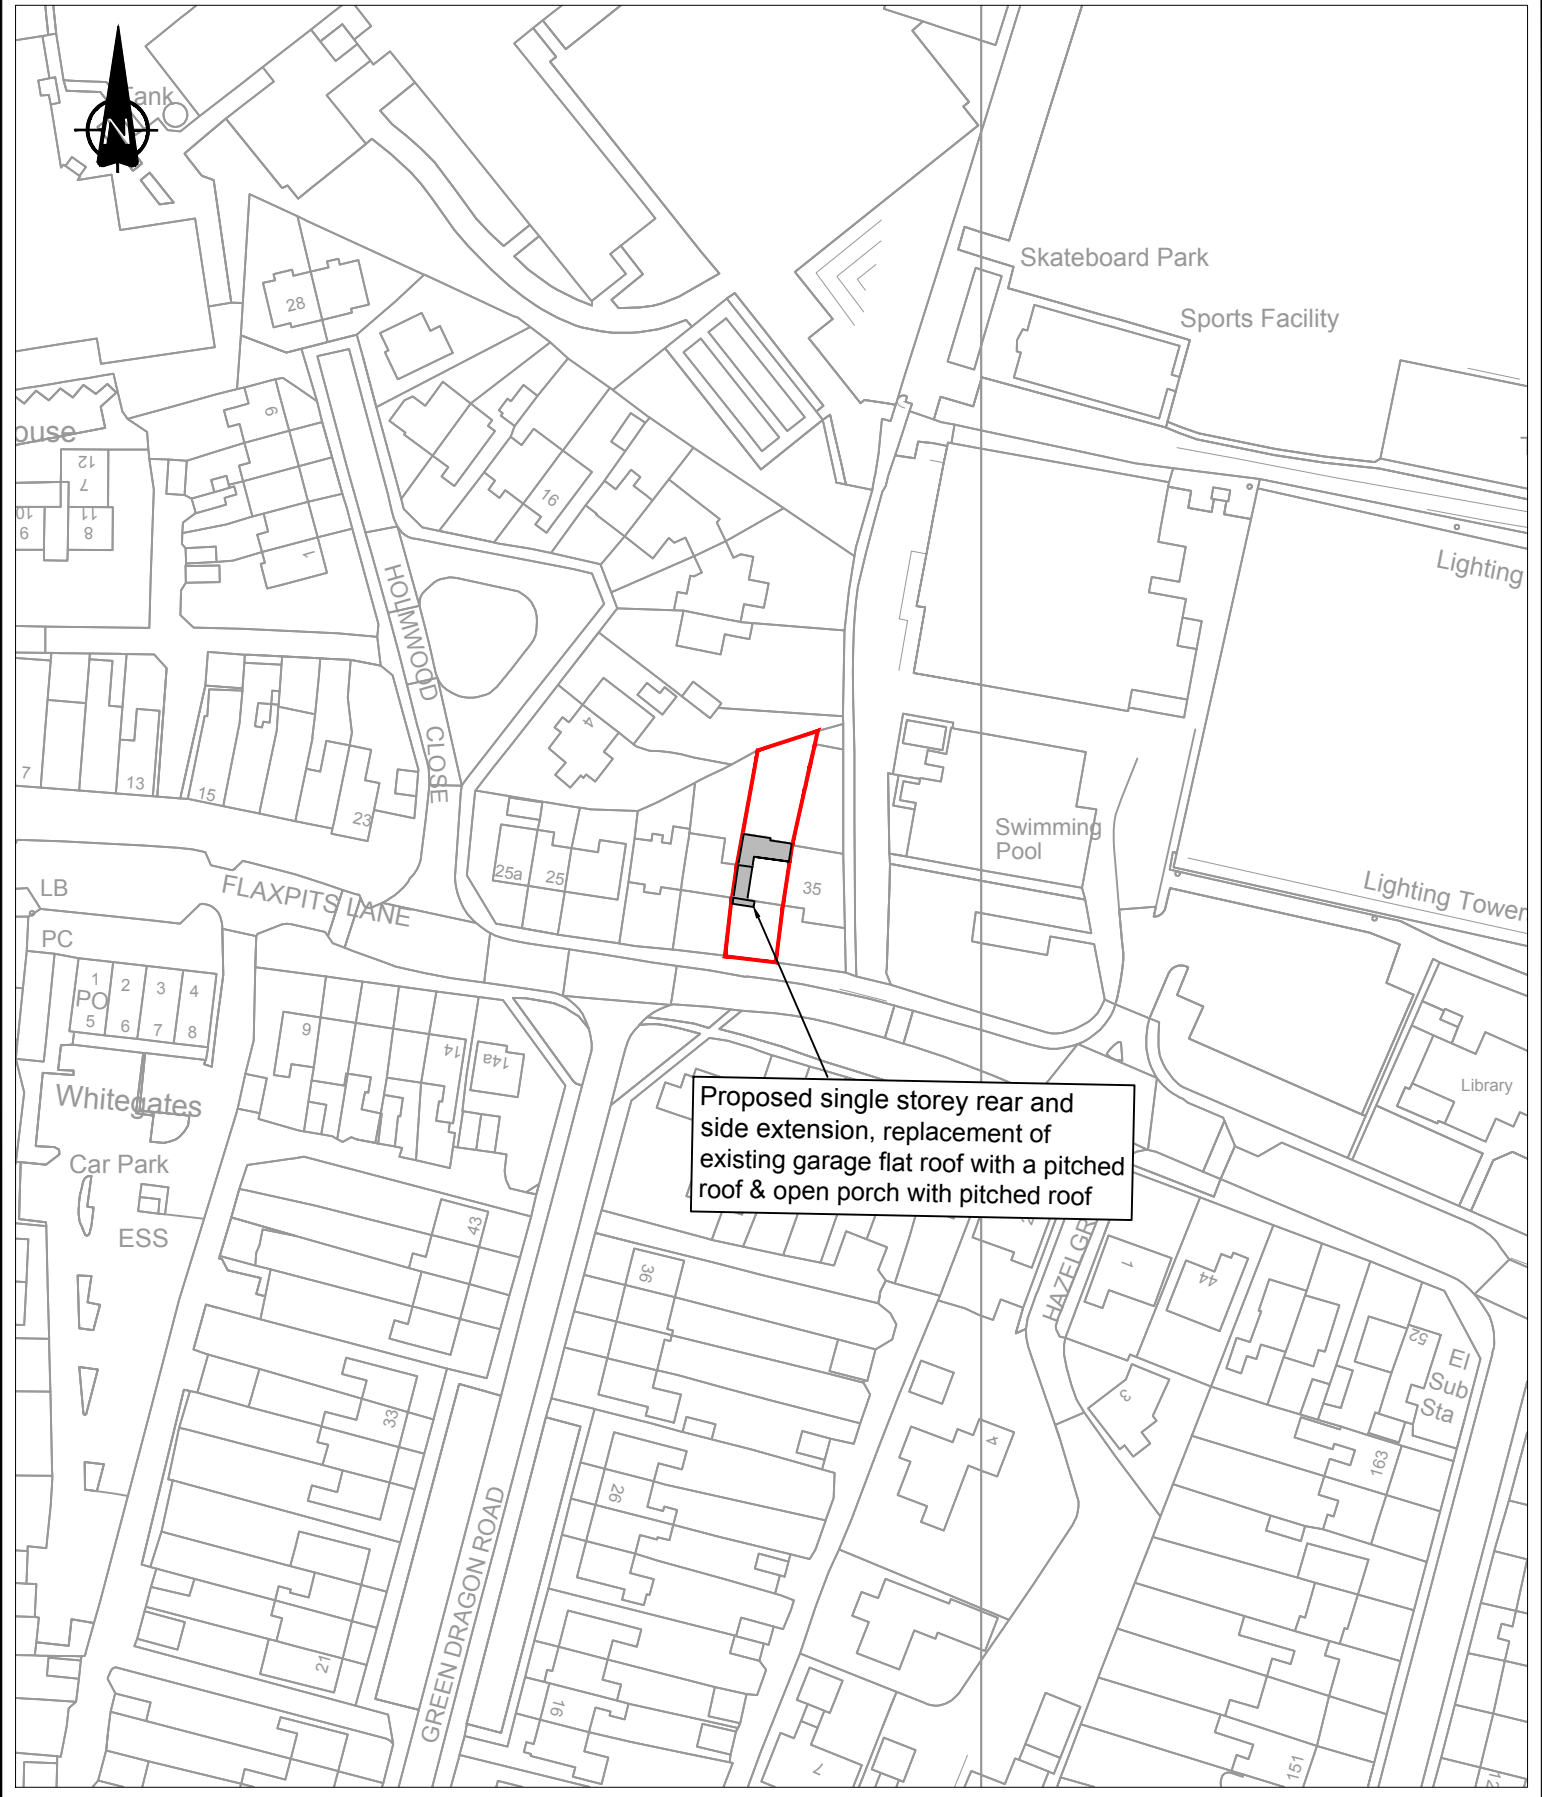 Tank
N
Skateboard Park
Sports Facility
28
9
ouse
12
7
10
11
9
8
16
1
Lighting
HOLMWOOD CLOSE
4
7
13
15
23
25a
25
35
Swimming
Pool
Lighting Tower
LB
FLAXPITS LANE
PC
1
2
3
4
PO
5
6
7
8
9
14
14a
Whitegates
Library
Proposed single storey rear and
side extension, replacement of
existing garage flat roof with a pitched
roof & open porch with pitched roof
Car Park
ESS
43
36
HAZELGR
1
44
52
El
Sub
Sta
3
33
4
163
26
GREEN DRAGON ROAD
21
16
7
151